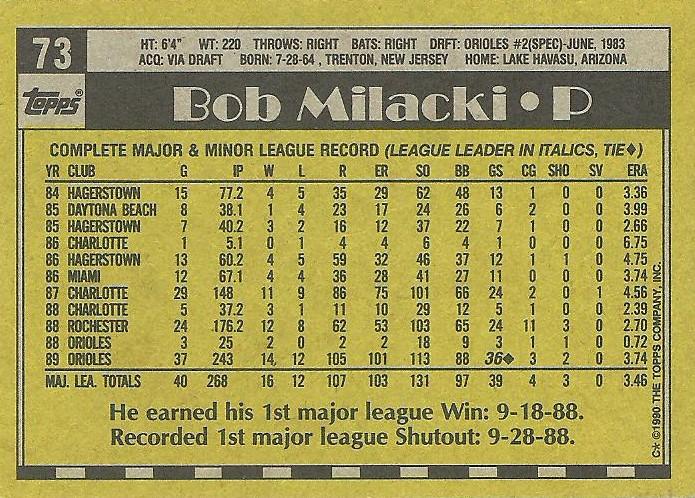 73
HT: 6'4" WT: 220 THROWS: RIGHT BATS: RIGHT DRFT: ORIOLES #2(SPEC)-JUNE, 1983
ACQ: VIA DRAFT BORN: 7-28-64 , TRENTON, NEW JERSEY HOME: LAKE HAVASU, ARIZONA
Topps®
Bob Milacki • P
COMPLETE MAJOR & MINOR LEAGUE RECORD (LEAGUE LEADER IN ITALICS, TIE♦)
YR CLUB G IP W L R ER SO BB GS CG SHO SV ERA
84 HAGERSTOWN 15 77.2 4 5 35 29 62 48 13 1 0 0 3.36
85 DAYTONA BEACH 8 38.1 1 4 23 17 24 26 6 2 0 0 3.99
85 HAGERSTOWN 7 40.2 3 2 16 12 37 22 7 1 0 0 2.66
86 CHARLOTTE 1 5.1 0 1 4 4 6 4 1 0 0 0 6.75
86 HAGERSTOWN 13 60.2 4 5 59 32 46 37 12 1 1 0 4.75
86 MIAMI 12 67.1 4 4 36 28 41 27 11 0 0 0 3.74
87 CHARLOTTE 29 148 11 9 86 75 101 66 24 2 0 1 4.56
88 CHARLOTTE 5 37.2 3 1 11 10 29 12 5 1 0 0 2.39
88 ROCHESTER 24 176.2 12 8 62 53 103 65 24 11 3 0 2.70
88 ORIOLES 3 25 2 0 2 2 18 9 3 1 1 0 0.72
89 ORIOLES 37 243 14 12 105 101 113 88 36♦ 3 2 0 3.74
MAJ. LEA. TOTALS 40 268 16 12 107 103 131 97 39 4 3 0 3.46
He earned his 1st major league Win: 9-18-88.
Recorded 1st major league Shutout: 9-28-88.
C* ©1990 THE TOPPS COMPANY, INC.